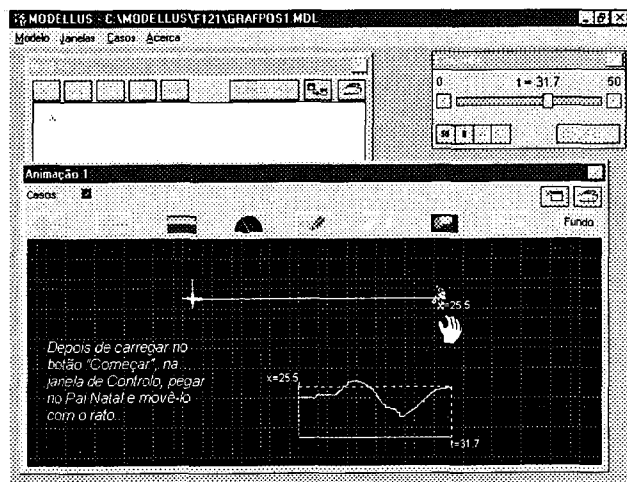 MODELLUS - C:\MODELLUS\F121\GRAFPOS1.MDL
Modelo Janelas Casos Acerca
0 t = 31.7 50
Animação 1
Casos:
Fundo
x=25.5
Depois de carregar no
botão "Começar", na
janela de Controlo, pegar
no Pai Natal e movê-lo
com o rato.
x=25.5
t=31.7